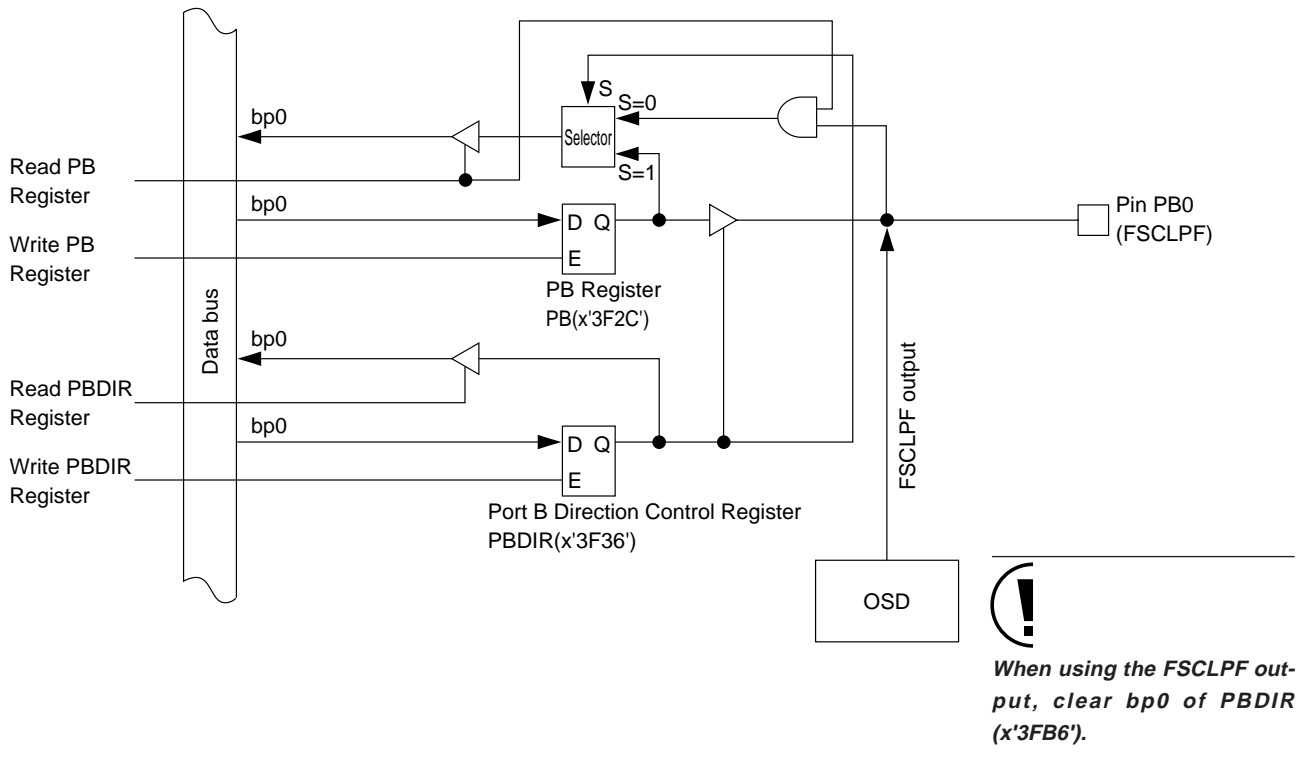 S
S=0
bp0
Selector
Read PB
Register
S=1
bp0
Pin PB0
(FSCLPF)
D Q
Write PB
Register
E
PB Register
PB(x'3F2C')
Data bus
bp0
FSCLPF output
Read PBDIR
Register
bp0
D Q
Write PBDIR
Register
E
Port B Direction Control Register
PBDIR(x'3F36')
OSD
!
When using the FSCLPF out-
put, clear bp0 of PBDIR
(x'3FB6').